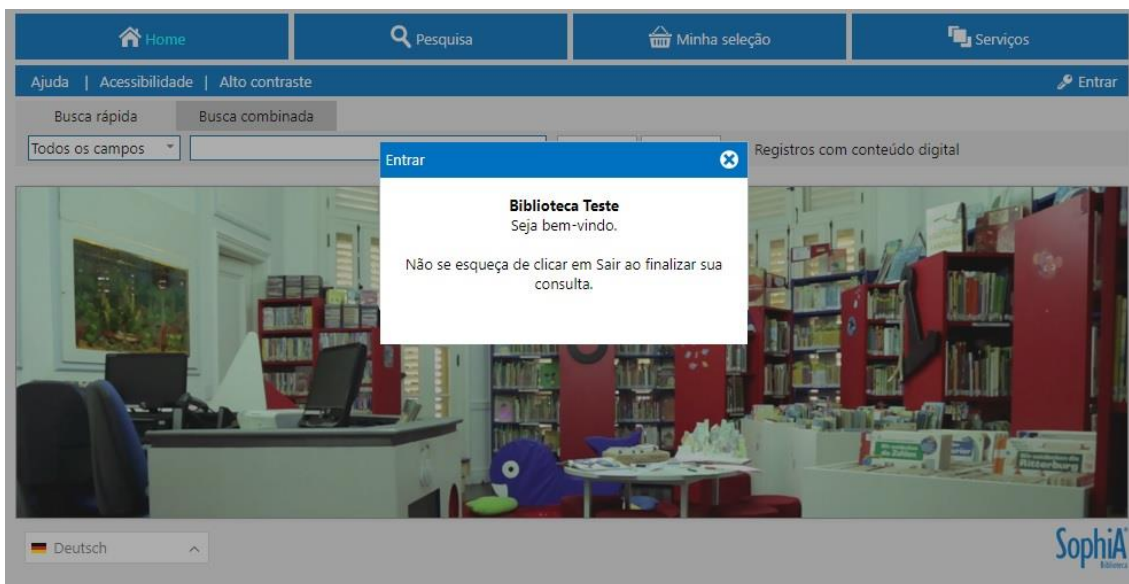 Home
Pesquisa
Minha seleção
Serviços
Ajuda | Acessibilidade | Alto contraste
Entrar
Busca rápida
Busca combinada
Todos os campos
Registros com conteúdo digital
Entrar
Biblioteca Teste
Seja bem-vindo.
Não se esqueça de clicar em Sair ao finalizar sua
consulta.
Ritterburg
Deutsch
SophiA
Biblioteca